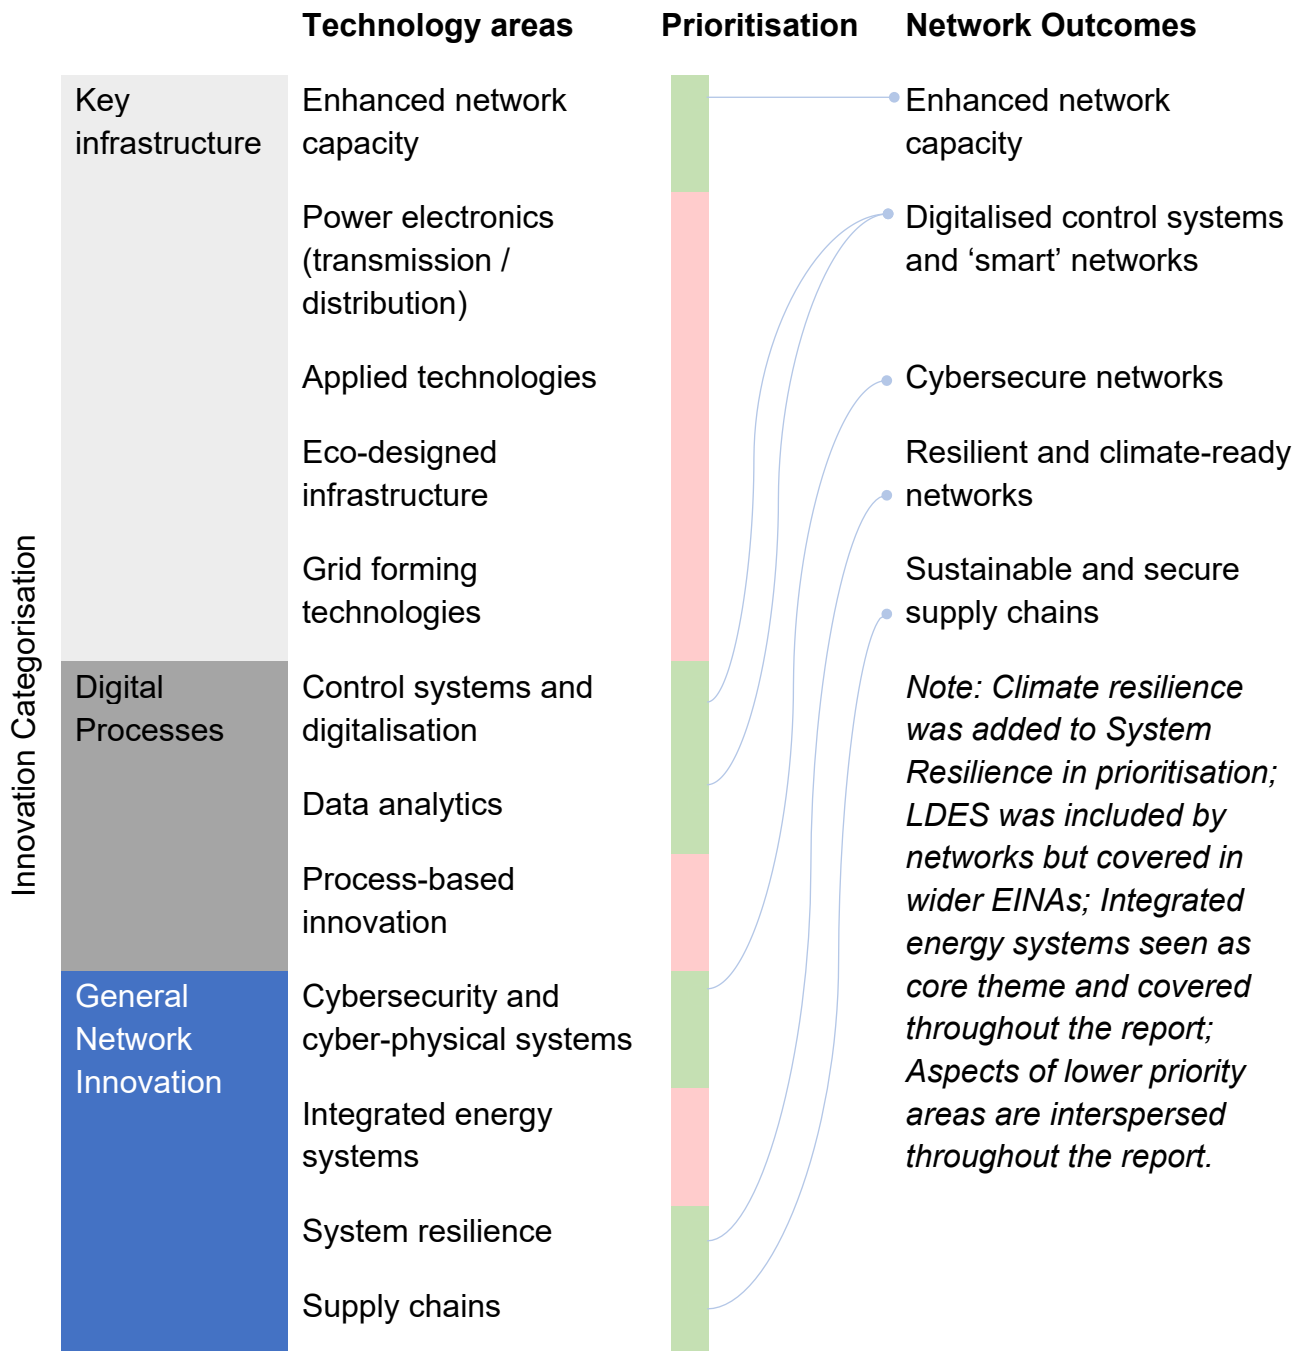 Technology areas
Prioritisation
Network Outcomes
Innovation Categorisation
Key
infrastructure
Enhanced network
capacity
Power electronics
(transmission /
distribution)
Applied technologies
Eco-designed
infrastructure
Grid forming
technologies
Digital
Processes
Control systems and
digitalisation
Data analytics
Process-based
innovation
General
Network
Innovation
Cybersecurity and
cyber-physical systems
Integrated energy
systems
System resilience
Supply chains
Enhanced network
capacity
Digitalised control systems
and ‘smart’ networks
Cybersecure networks
Resilient and climate-ready
networks
Sustainable and secure
supply chains
Note: Climate resilience
was added to System
Resilience in prioritisation;
LDES was included by
networks but covered in
wider EINAs; Integrated
energy systems seen as
core theme and covered
throughout the report;
Aspects of lower priority
areas are interspersed
throughout the report.